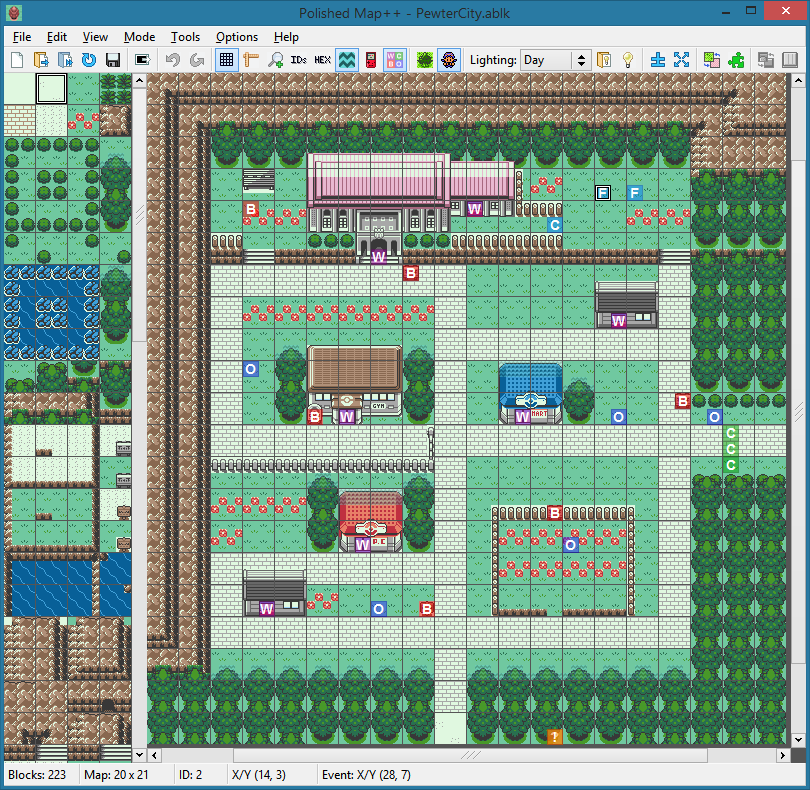 Polished Map++ - PewterCity.ablk
File Edit View Mode Tools Options Help
IDs HEX Lighting: Day
F F
B W
C
W
B
W
O
B W GYM W MART O B O
C
C
C
B
W P.C O
W O B
!
Blocks: 223 Map: 20 x 21 ID: 2 X/Y (14, 3) Event: X/Y (28, 7)